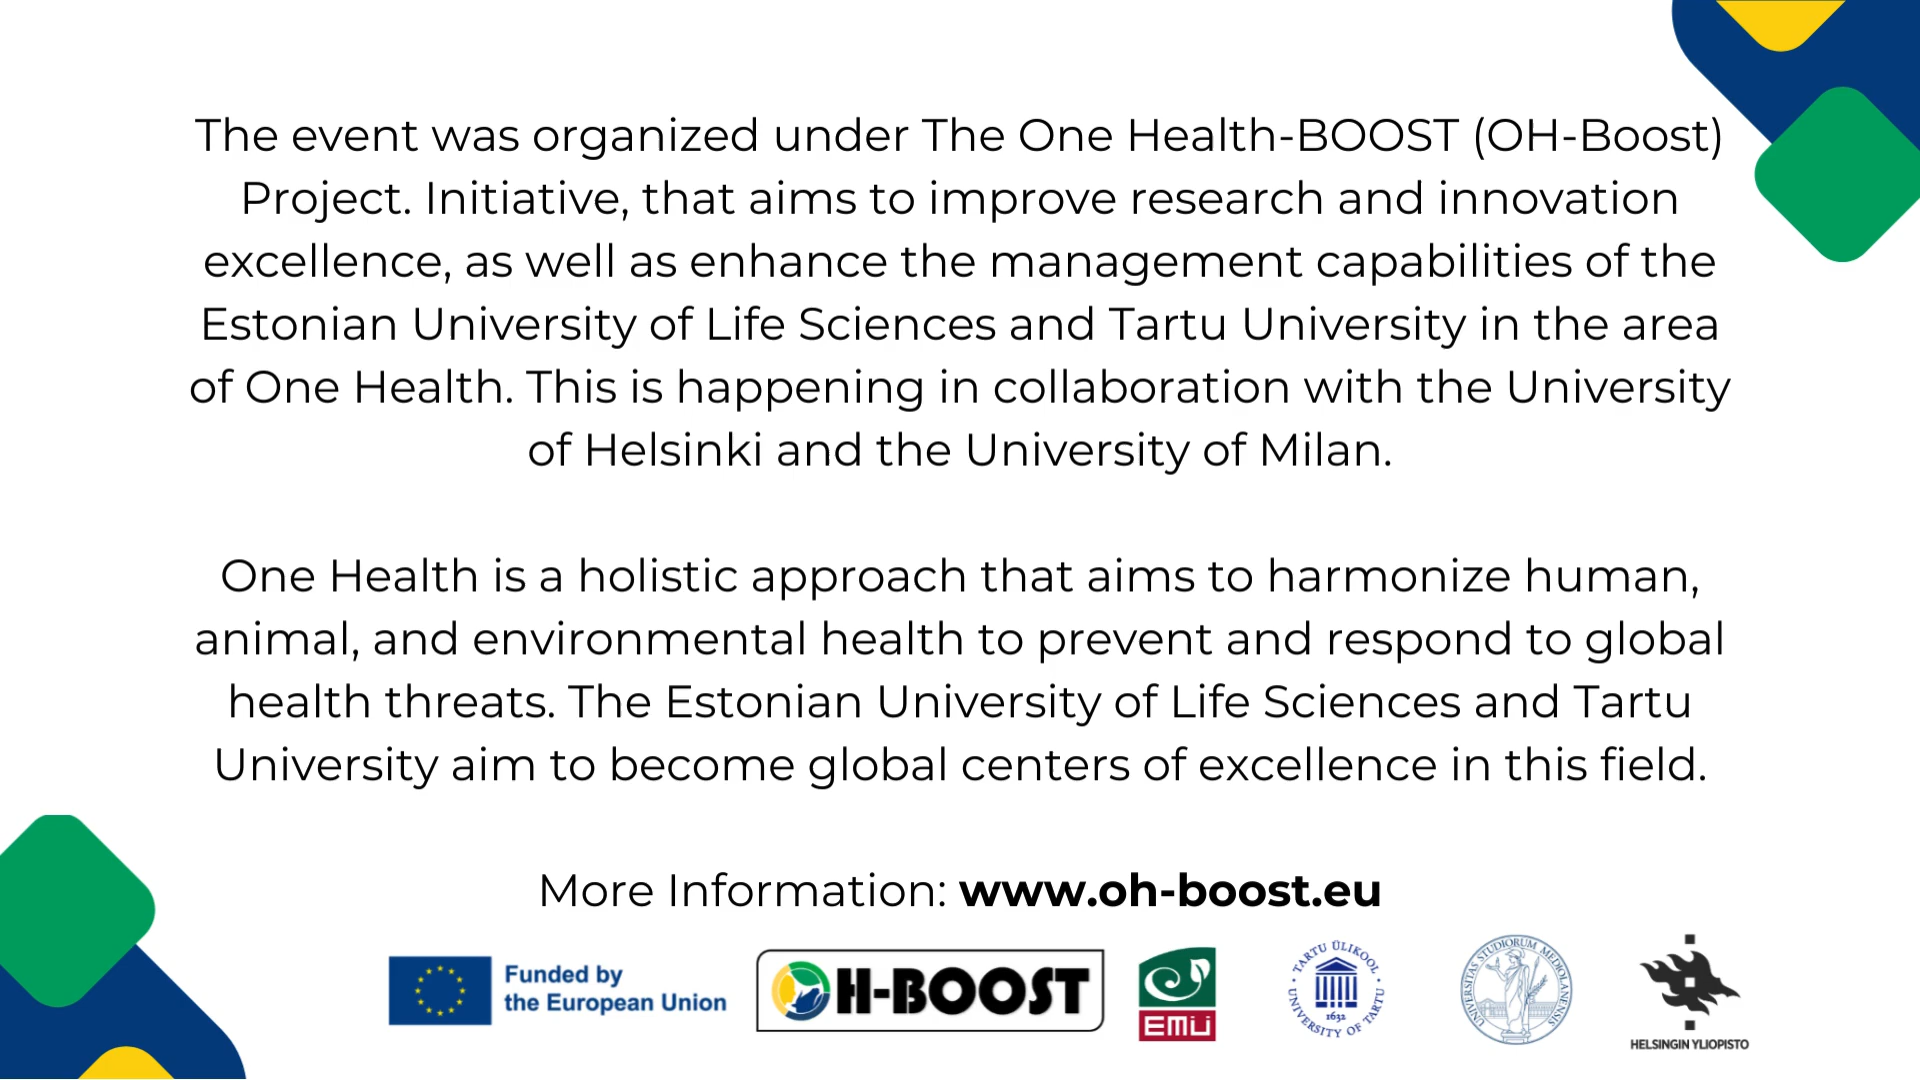 The event was organized under The One Health-BOOST (OH-Boost)
Project. Initiative, that aims to improve research and innovation
excellence, as well as enhance the management capabilities of the
Estonian University of Life Sciences and Tartu University in the area
of One Health. This is happening in collaboration with the University
of Helsinki and the University of Milan.
One Health is a holistic approach that aims to harmonize human,
animal, and environmental health to prevent and respond to global
health threats. The Estonian University of Life Sciences and Tartu
University aim to become global centers of excellence in this field.
More Information: www.oh-boost.eu
Funded by
the European Union
H-BOOST
EMÜ
TARTU ÜLIKOOL
1632
UNIVERSITY OF TARTU
UNIVERSITAS STUDIORUM MEDIOLANENSIS
HELSINGIN YLIOPISTO